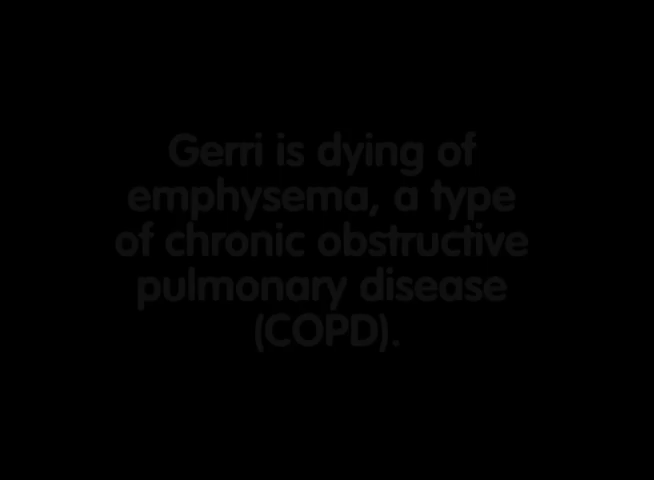 Gerri is dying of
emphysema, a type
of chronic obstructive
pulmonary disease
(COPD).